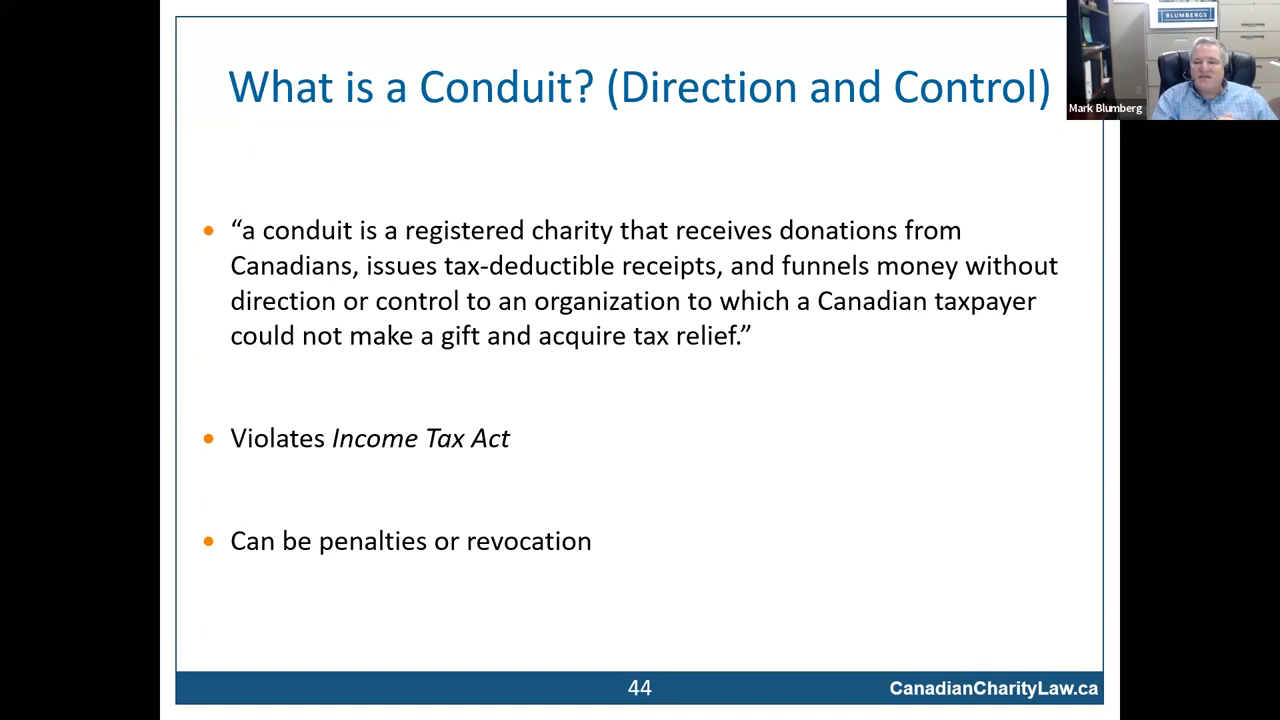 What is a Conduit? (Direction and Control)
BLUMBERGS
Mark Blumberg
• “a conduit is a registered charity that receives donations from
Canadians, issues tax-deductible receipts, and funnels money without
direction or control to an organization to which a Canadian taxpayer
could not make a gift and acquire tax relief.”
• Violates Income Tax Act
• Can be penalties or revocation
44
CanadianCharityLaw.ca